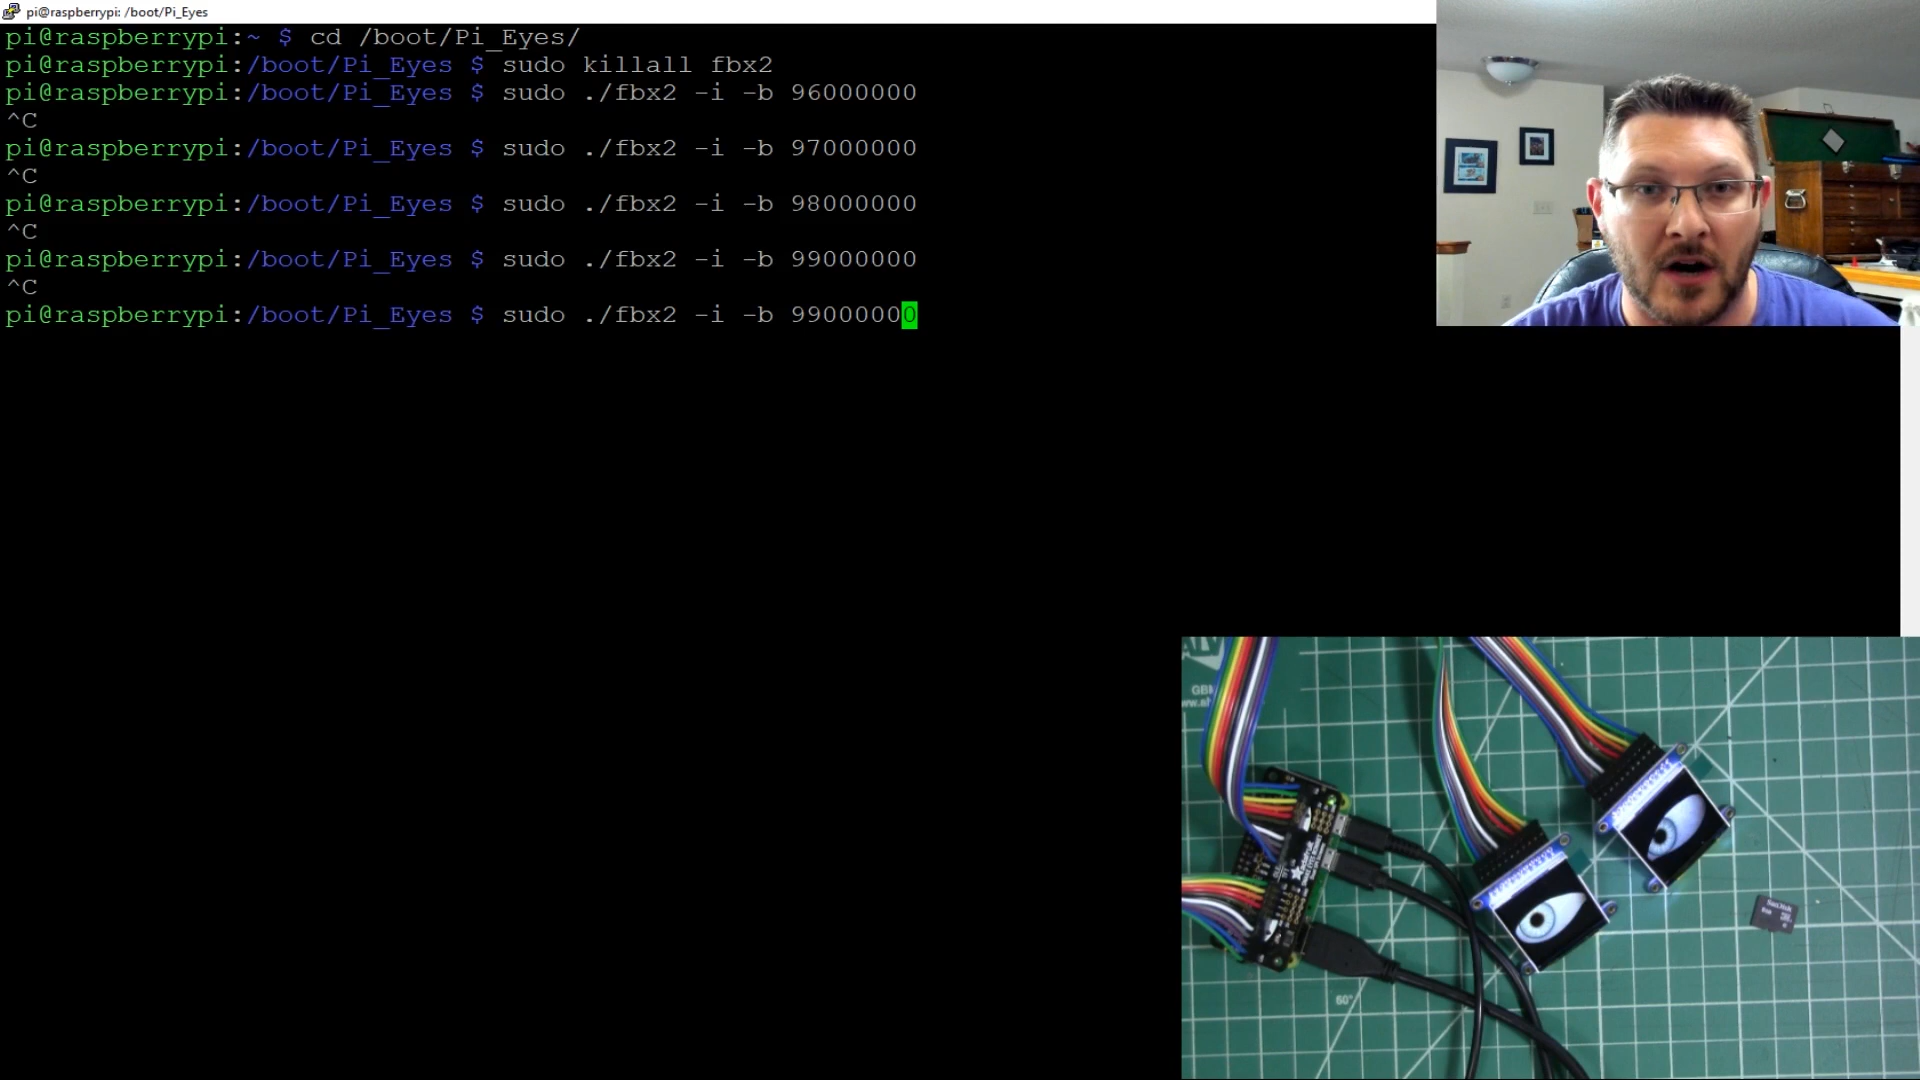 pi@raspberrypi: /boot/Pi_Eyes
pi@raspberrypi:~ $ cd /boot/Pi_Eyes/
pi@raspberrypi:/boot/Pi_Eyes $ sudo killall fbx2
pi@raspberrypi:/boot/Pi_Eyes $ sudo ./fbx2 -i -b 96000000
^C
pi@raspberrypi:/boot/Pi_Eyes $ sudo ./fbx2 -i -b 97000000
^C
pi@raspberrypi:/boot/Pi_Eyes $ sudo ./fbx2 -i -b 98000000
^C
pi@raspberrypi:/boot/Pi_Eyes $ sudo ./fbx2 -i -b 99000000
^C
pi@raspberrypi:/boot/Pi_Eyes $ sudo ./fbx2 -i -b 99000000
60°